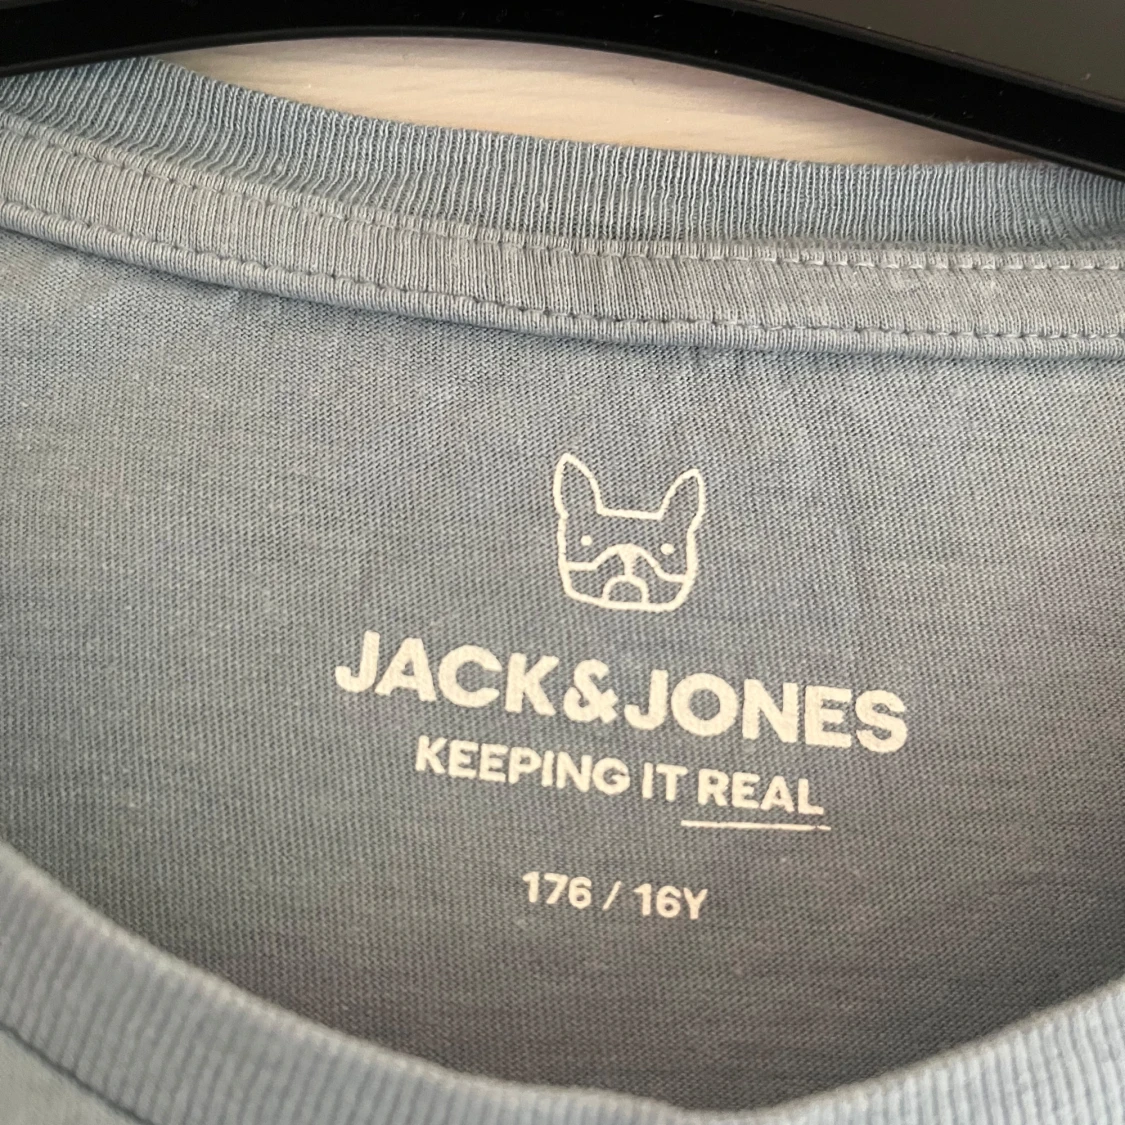 JACK&JONES
KEEPING IT REAL
176 / 16Y